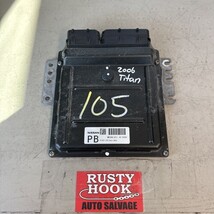 2006
Titan
105
PB
RUSTY
HOOK
AUTO SALVAGE